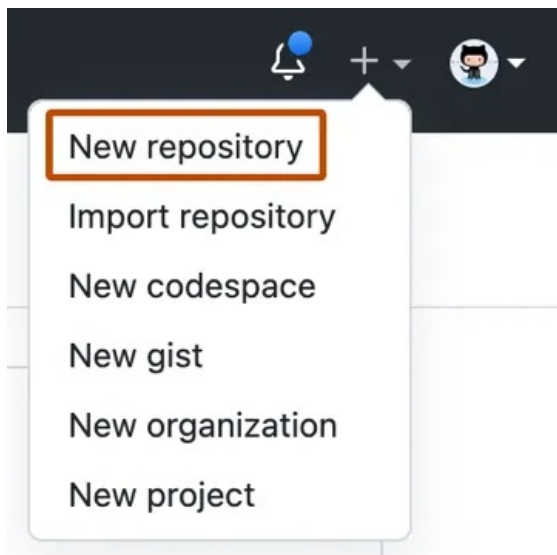 New repository
Import repository
New codespace
New gist
New organization
New project